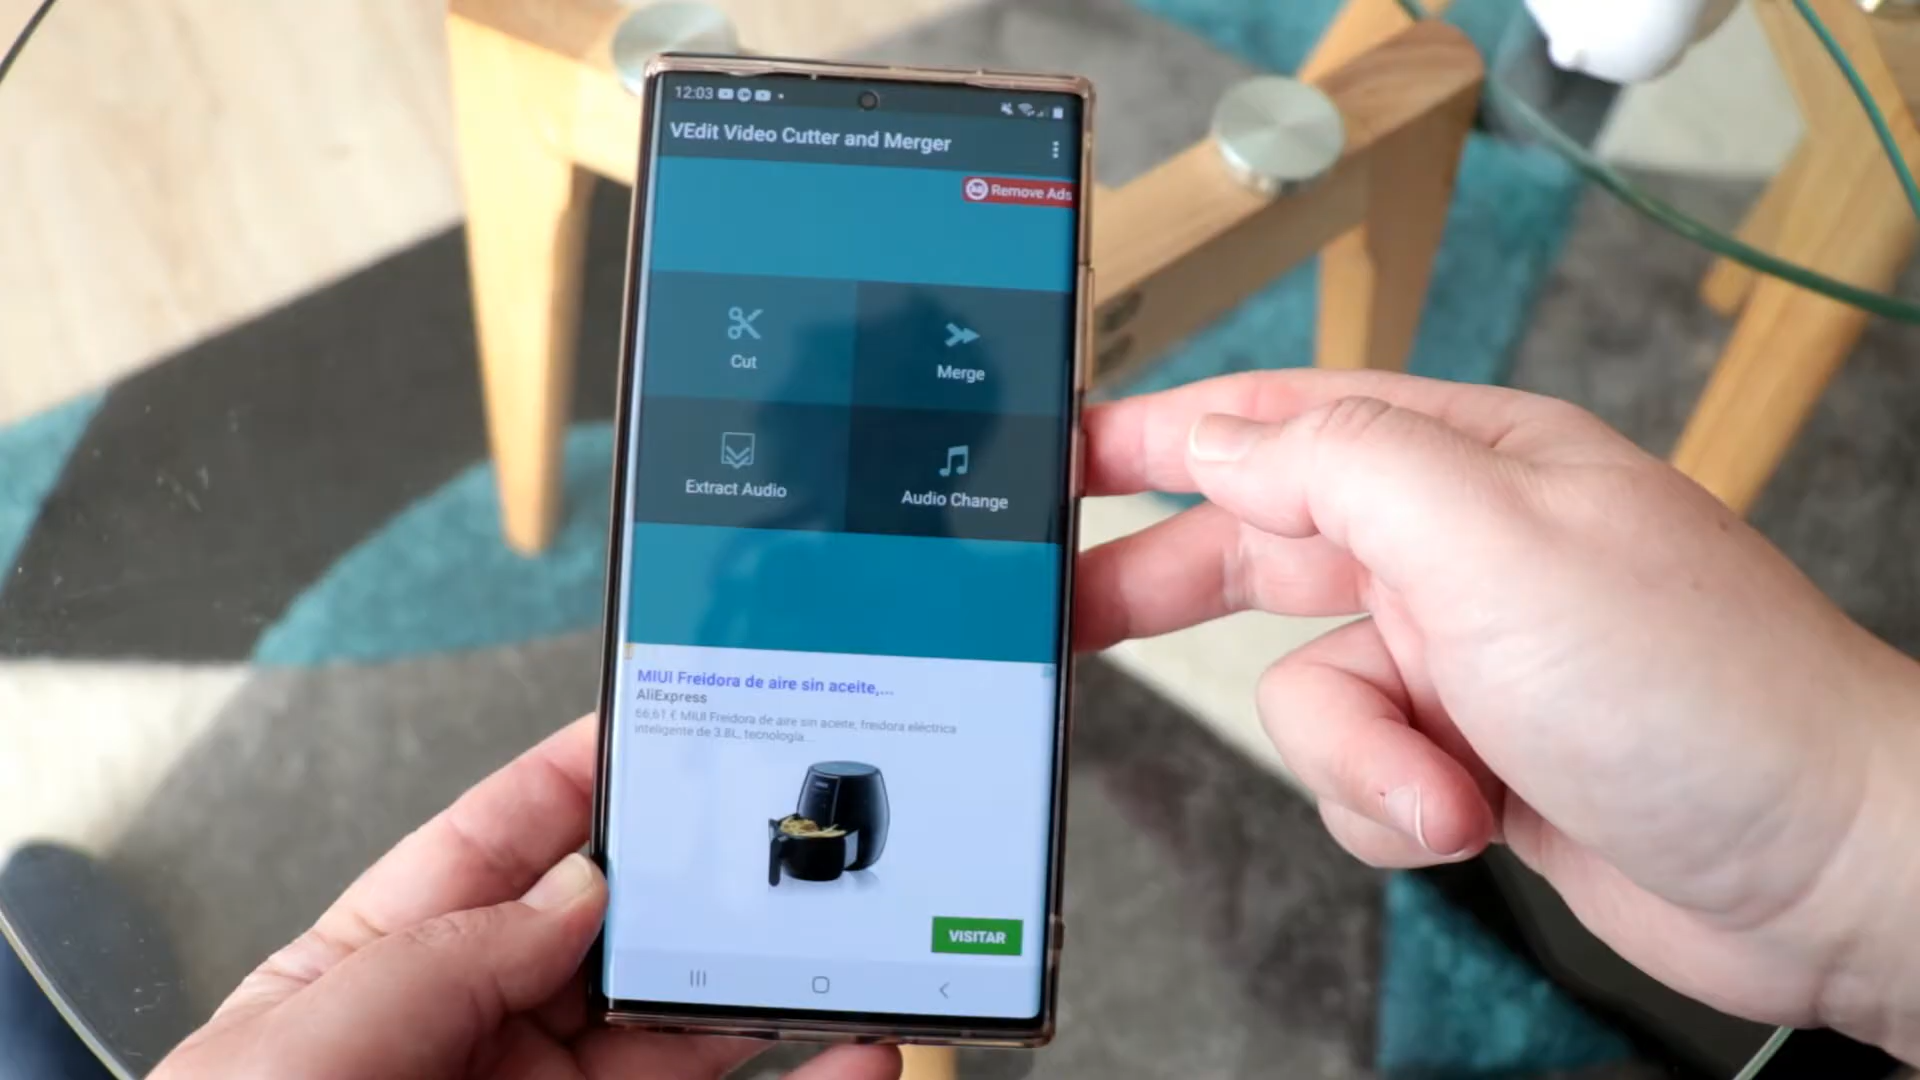 12:03
VEdit Video Cutter and Merger
Remove Ads
Cut
Merge
Extract Audio
Audio Change
MIUI Freidora de aire sin aceite,...
AliExpress
66,61 € MIUI Freidora de aire sin aceite, freidora eléctrica
inteligente de 3.8L, tecnología...
VISITAR